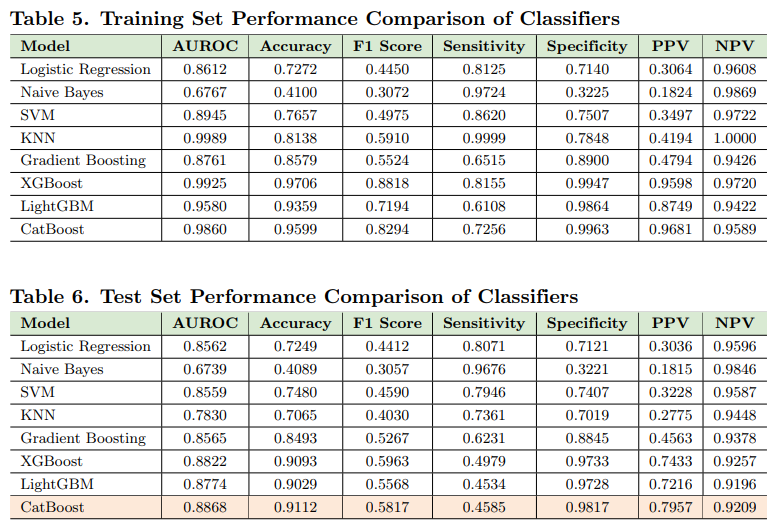 Table 5. Training Set Performance Comparison of Classifiers
Model AUROC Accuracy F1 Score Sensitivity Specificity PPV NPV
Logistic Regression 0.8612 0.7272 0.4450 0.8125 0.7140 0.3064 0.9608
Naive Bayes 0.6767 0.4100 0.3072 0.9724 0.3225 0.1824 0.9869
SVM 0.8945 0.7657 0.4975 0.8620 0.7507 0.3497 0.9722
KNN 0.9989 0.8138 0.5910 0.9999 0.7848 0.4194 1.0000
Gradient Boosting 0.8761 0.8579 0.5524 0.6515 0.8900 0.4794 0.9426
XGBoost 0.9925 0.9706 0.8818 0.8155 0.9947 0.9598 0.9720
LightGBM 0.9580 0.9359 0.7194 0.6108 0.9864 0.8749 0.9422
CatBoost 0.9860 0.9599 0.8294 0.7256 0.9963 0.9681 0.9589
Table 6. Test Set Performance Comparison of Classifiers
Model AUROC Accuracy F1 Score Sensitivity Specificity PPV NPV
Logistic Regression 0.8562 0.7249 0.4412 0.8071 0.7121 0.3036 0.9596
Naive Bayes 0.6739 0.4089 0.3057 0.9676 0.3221 0.1815 0.9846
SVM 0.8559 0.7480 0.4590 0.7946 0.7407 0.3228 0.9587
KNN 0.7830 0.7065 0.4030 0.7361 0.7019 0.2775 0.9448
Gradient Boosting 0.8565 0.8493 0.5267 0.6231 0.8845 0.4563 0.9378
XGBoost 0.8822 0.9093 0.5963 0.4979 0.9733 0.7433 0.9257
LightGBM 0.8774 0.9029 0.5568 0.4534 0.9728 0.7216 0.9196
CatBoost 0.8868 0.9112 0.5817 0.4585 0.9817 0.7957 0.9209